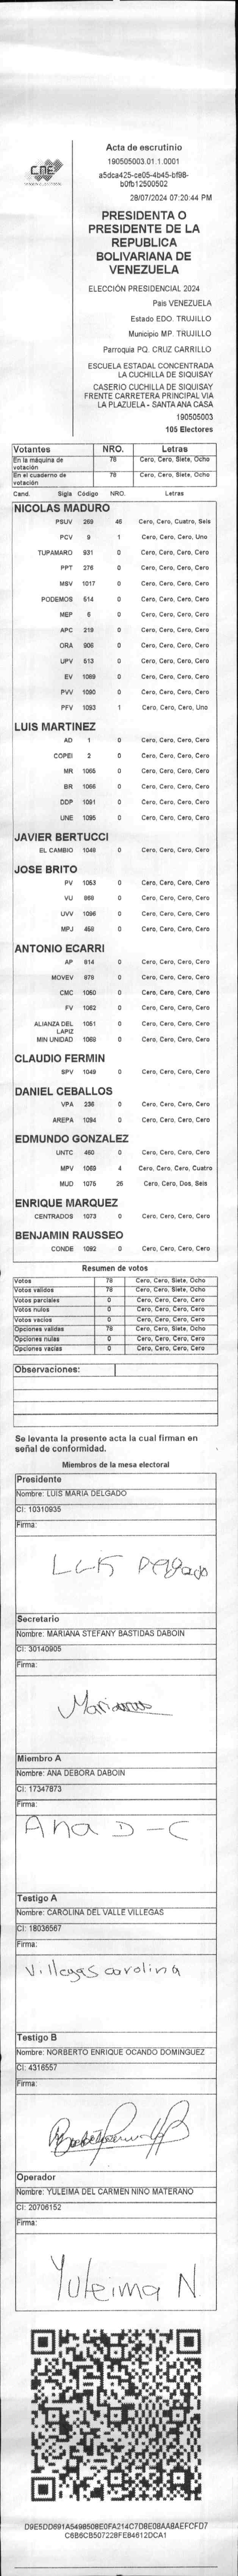 CNE
Acta de escrutinio
190505003.01.1.0001
a5dca425-ce05-4b45-bf98-
b0fb12500502
28/07/2024 07:20:44 PM
PRESIDENTA O
PRESIDENTE DE LA
REPUBLICA
BOLIVARIANA DE
VENEZUELA
ELECCIÓN PRESIDENCIAL 2024
País VENEZUELA
Estado EDO. TRUJILLO
Municipio MP. TRUJILLO
Parroquia PQ. CRUZ CARRILLO
ESCUELA ESTADAL CONCENTRADA
LA CUCHILLA DE SIQUISAY
CASERIO CUCHILLA DE SIQUISAY
FRENTE CARRETERA PRINCIPAL VIA
LA PLAZUELA - SANTA ANA CASA
190505003
105 Electores
Votantes NRO. Letras
En la máquina de votación 78 Cero, Cero, Siete, Ocho
En el cuaderno de votación 78 Cero, Cero, Siete, Ocho
Cand. Sigla Código NRO. Letras
NICOLAS MADURO
PSUV 269 46 Cero, Cero, Cuatro, Seis
PCV 9 1 Cero, Cero, Cero, Uno
TUPAMARO 931 0 Cero, Cero, Cero, Cero
PPT 276 0 Cero, Cero, Cero, Cero
MSV 1017 0 Cero, Cero, Cero, Cero
PODEMOS 514 0 Cero, Cero, Cero, Cero
MEP 6 0 Cero, Cero, Cero, Cero
APC 219 0 Cero, Cero, Cero, Cero
ORA 906 0 Cero, Cero, Cero, Cero
UPV 513 0 Cero, Cero, Cero, Cero
EV 1089 0 Cero, Cero, Cero, Cero
PVV 1090 0 Cero, Cero, Cero, Cero
PFV 1093 1 Cero, Cero, Cero, Uno
LUIS MARTINEZ
AD 1 0 Cero, Cero, Cero, Cero
COPEI 2 0 Cero, Cero, Cero, Cero
MR 1065 0 Cero, Cero, Cero, Cero
BR 1066 0 Cero, Cero, Cero, Cero
DDP 1091 0 Cero, Cero, Cero, Cero
UNE 1095 0 Cero, Cero, Cero, Cero
JAVIER BERTUCCI
EL CAMBIO 1048 0 Cero, Cero, Cero, Cero
JOSE BRITO
PV 1053 0 Cero, Cero, Cero, Cero
VU 868 0 Cero, Cero, Cero, Cero
UVV 1096 0 Cero, Cero, Cero, Cero
MPJ 458 0 Cero, Cero, Cero, Cero
ANTONIO ECARRI
AP 814 0 Cero, Cero, Cero, Cero
MOVEV 979 0 Cero, Cero, Cero, Cero
CMC 1050 0 Cero, Cero, Cero, Cero
FV 1062 0 Cero, Cero, Cero, Cero
ALIANZA DEL LAPIZ 1051 0 Cero, Cero, Cero, Cero
MIN UNIDAD 1068 0 Cero, Cero, Cero, Cero
CLAUDIO FERMIN
SPV 1049 0 Cero, Cero, Cero, Cero
DANIEL CEBALLOS
VPA 236 0 Cero, Cero, Cero, Cero
AREPA 1094 0 Cero, Cero, Cero, Cero
EDMUNDO GONZALEZ
UNTC 460 0 Cero, Cero, Cero, Cero
MPV 1069 4 Cero, Cero, Cero, Cuatro
MUD 1075 26 Cero, Cero, Dos, Seis
ENRIQUE MARQUEZ
CENTRADOS 1073 0 Cero, Cero, Cero, Cero
BENJAMIN RAUSSEO
CONDE 1092 0 Cero, Cero, Cero, Cero
Resumen de votos
Votos 78 Cero, Cero, Siete, Ocho
Votos validos 78 Cero, Cero, Siete, Ocho
Votos parciales 0 Cero, Cero, Cero, Cero
Votos nulos 0 Cero, Cero, Cero, Cero
Votos vacios 0 Cero, Cero, Cero, Cero
Opciones validas 78 Cero, Cero, Siete, Ocho
Opciones nulas 0 Cero, Cero, Cero, Cero
Opciones vacias 0 Cero, Cero, Cero, Cero
Observaciones:
Se levanta la presente acta la cual firman en
señal de conformidad.
Miembros de la mesa electoral
Presidente
Nombre: LUIS MARIA DELGADO
CI: 10310935
Firma:
Luis Delgado
Secretario
Nombre: MARIANA STEFANY BASTIDAS DABOIN
CI: 30140905
Firma:
Miembro A
Nombre: ANA DEBORA DABOIN
CI: 17347873
Firma:
Ana D - C
Testigo A
Nombre: CAROLINA DEL VALLE VILLEGAS
CI: 18036567
Firma:
Villegas carolina
Testigo B
Nombre: NORBERTO ENRIQUE OCANDO DOMINGUEZ
CI: 4316557
Firma:
Operador
Nombre: YULEIMA DEL CARMEN NIÑO MATERANO
CI: 20706152
Firma:
Yuleima N.
D9E5DD691A5498508E0FA214C7D8E08AA8AEFCFD7
C6B6CB507228FEB4612DCA1